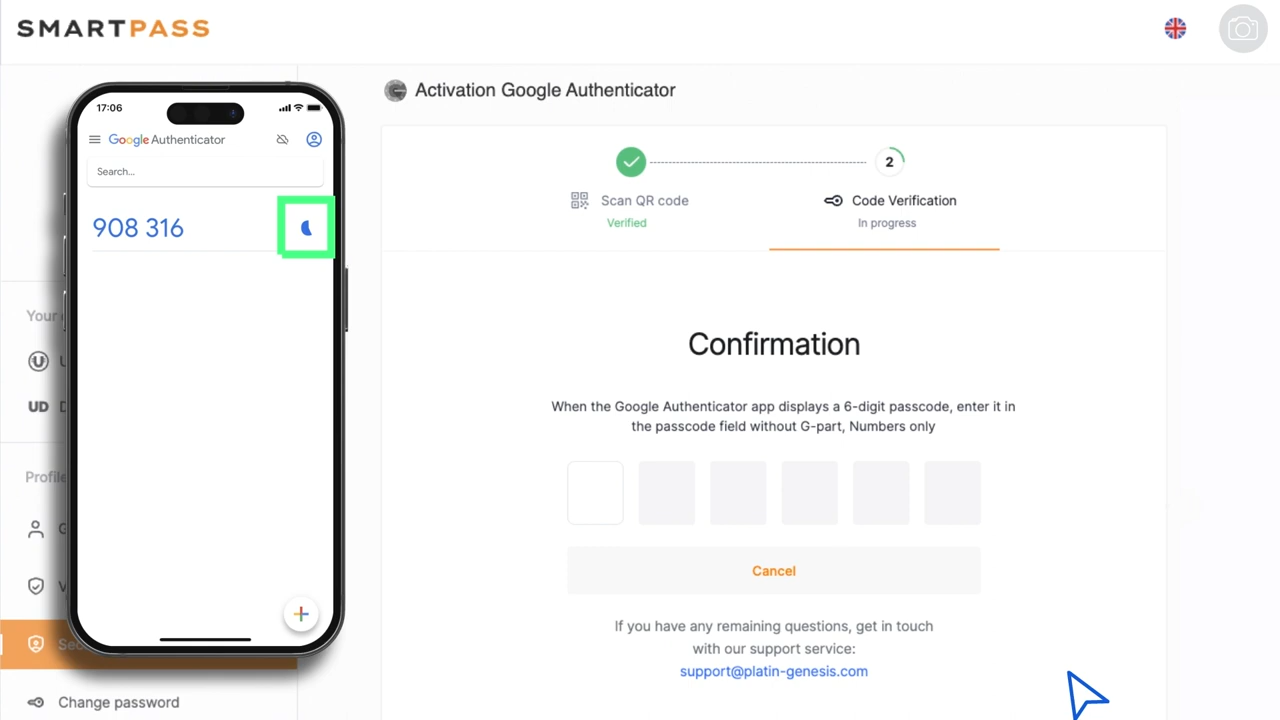 SMARTPASS
17:06
Google Authenticator
Search...
908 316
Your
UD
Profile
Change password
Activation Google Authenticator
2
Scan QR code
Verified
Code Verification
In progress
Confirmation
When the Google Authenticator app displays a 6-digit passcode, enter it in
the passcode field without G-part, Numbers only
Cancel
If you have any remaining questions, get in touch
with our support service:
support@platin-genesis.com